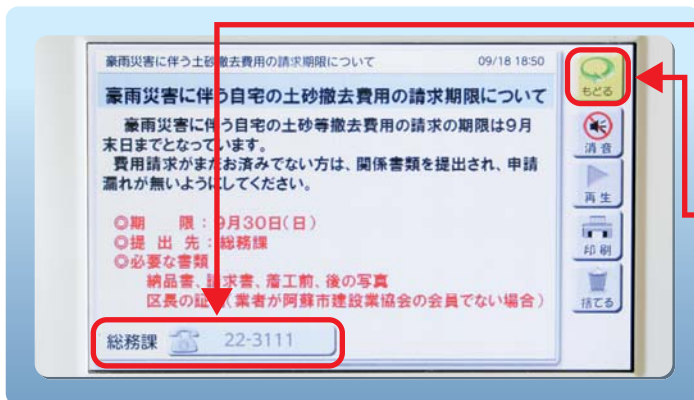 豪雨災害に伴う土砂撤去費用の請求期限について 09/18 18:50
豪雨災害に伴う自宅の土砂撤去費用の請求期限について
豪雨災害に伴う自宅の土砂等撤去費用の請求の期限は9月
末日までとなっています。
費用請求がまだお済みでない方は、関係書類を提出され、申請
漏れが無いようにしてください。
◎期　限：9月30日(日)
◎提 出 先：総務課
◎必要な書類
納品書、請求書、着工前、後の写真
区長の証（業者が阿蘇市建設業協会の会員でない場合）
総務課 22-3111
もどる
消音
再生
印刷
捨てる